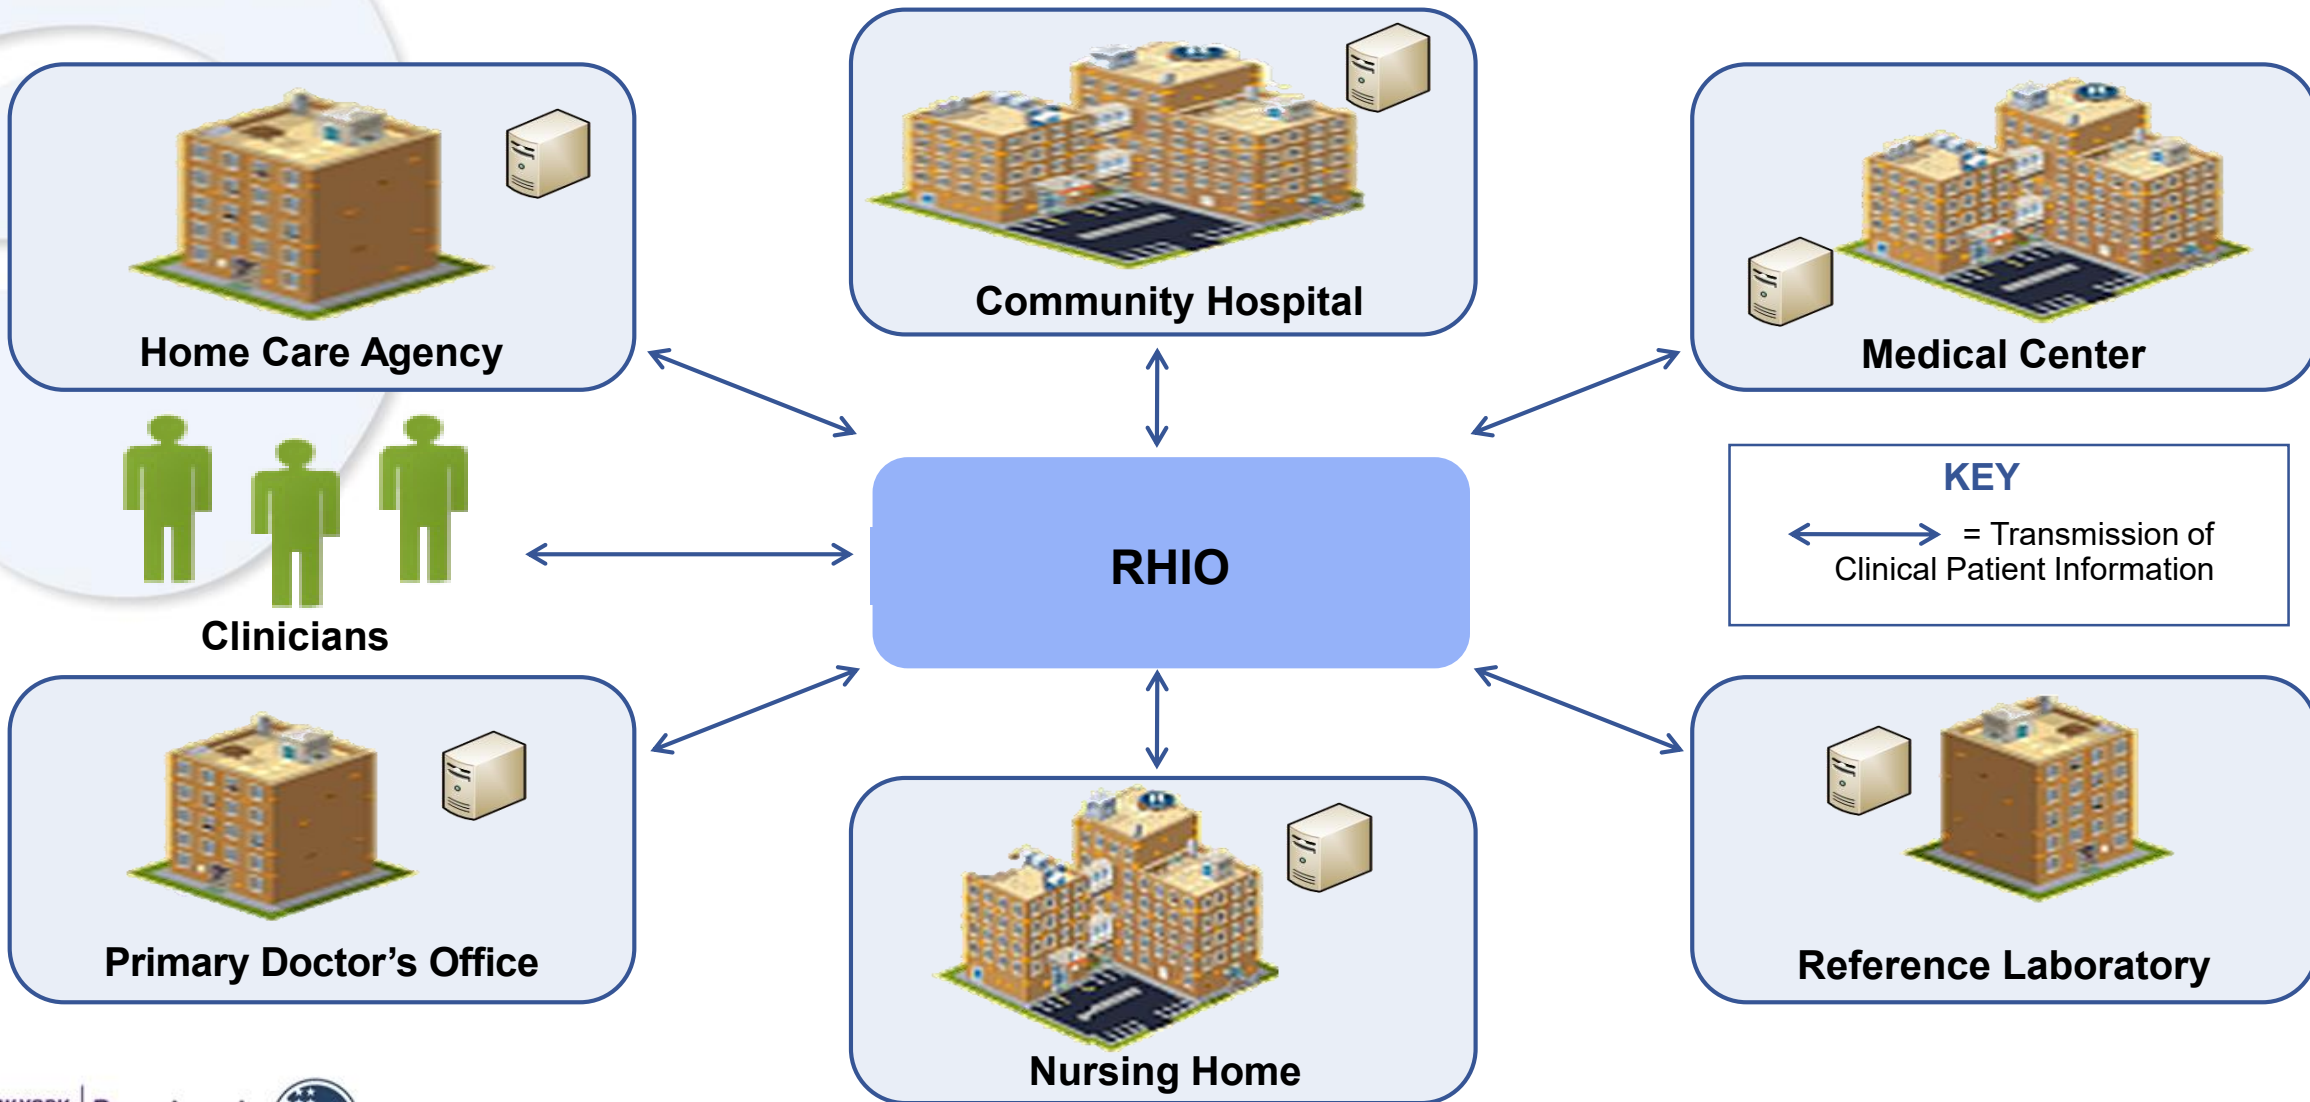 Community Hospital
Home Care Agency
Medical Center
KEY
= Transmission of
Clinical Patient Information
RHIO
Clinicians
Primary Doctor’s Office
Reference Laboratory
Nursing Home